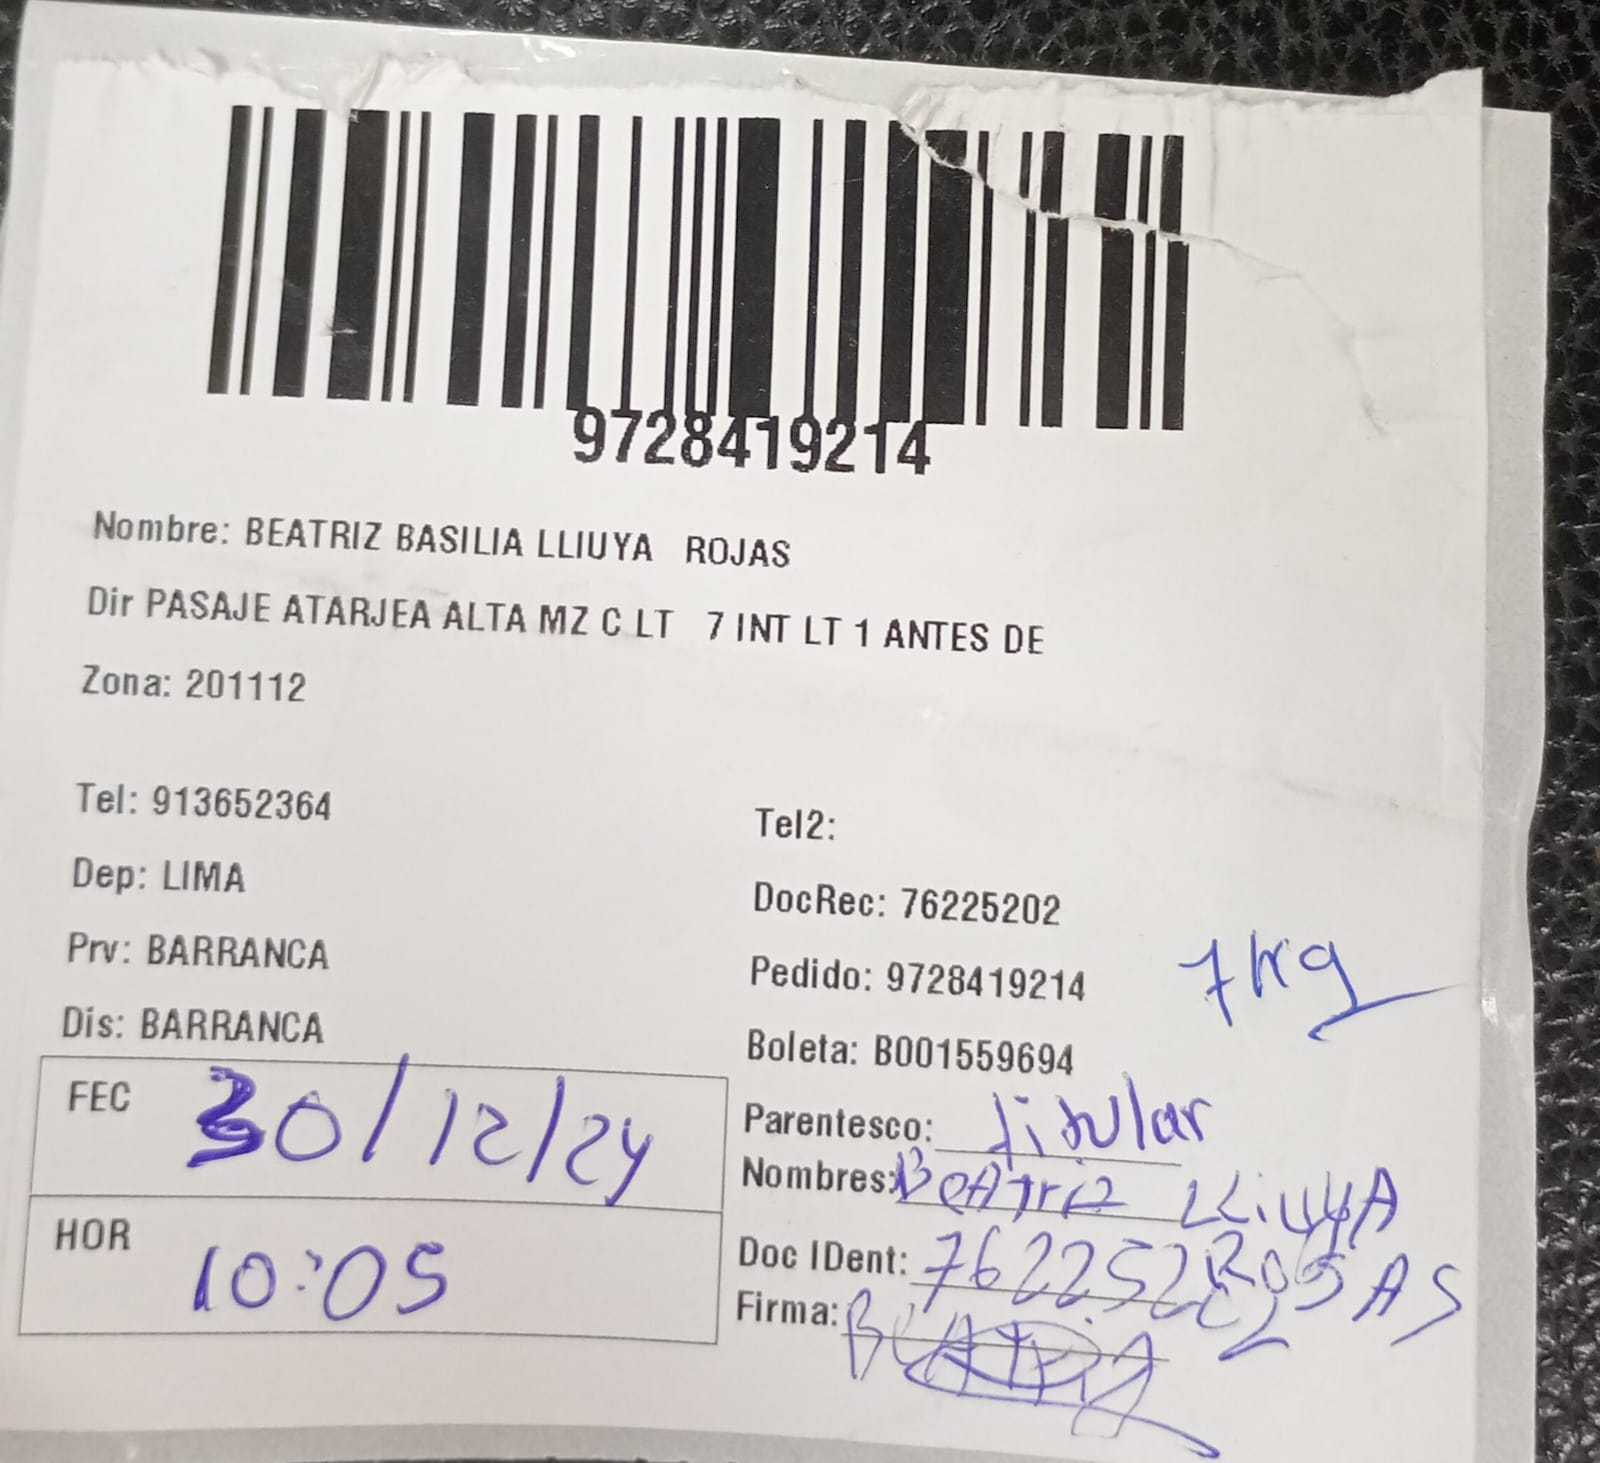 9728419214
Nombre: BEATRIZ BASILIA LLIUYA ROJAS
Dir PASAJE ATARJEA ALTA MZ C LT 7 INT LT 1 ANTES DE
Zona: 201112
Tel: 913652364
Tel2:
Dep: LIMA
DocRec: 76225202
Prv: BARRANCA
Pedido: 9728419214
7kg
Dis: BARRANCA
Boleta: B001559694
FEC 30/12/24
Parentesco: titular
Nombres: BeATriz LLiuyA
ROJAS
HOR 10:05
Doc IDent: 76225202
Firma: BeATriz